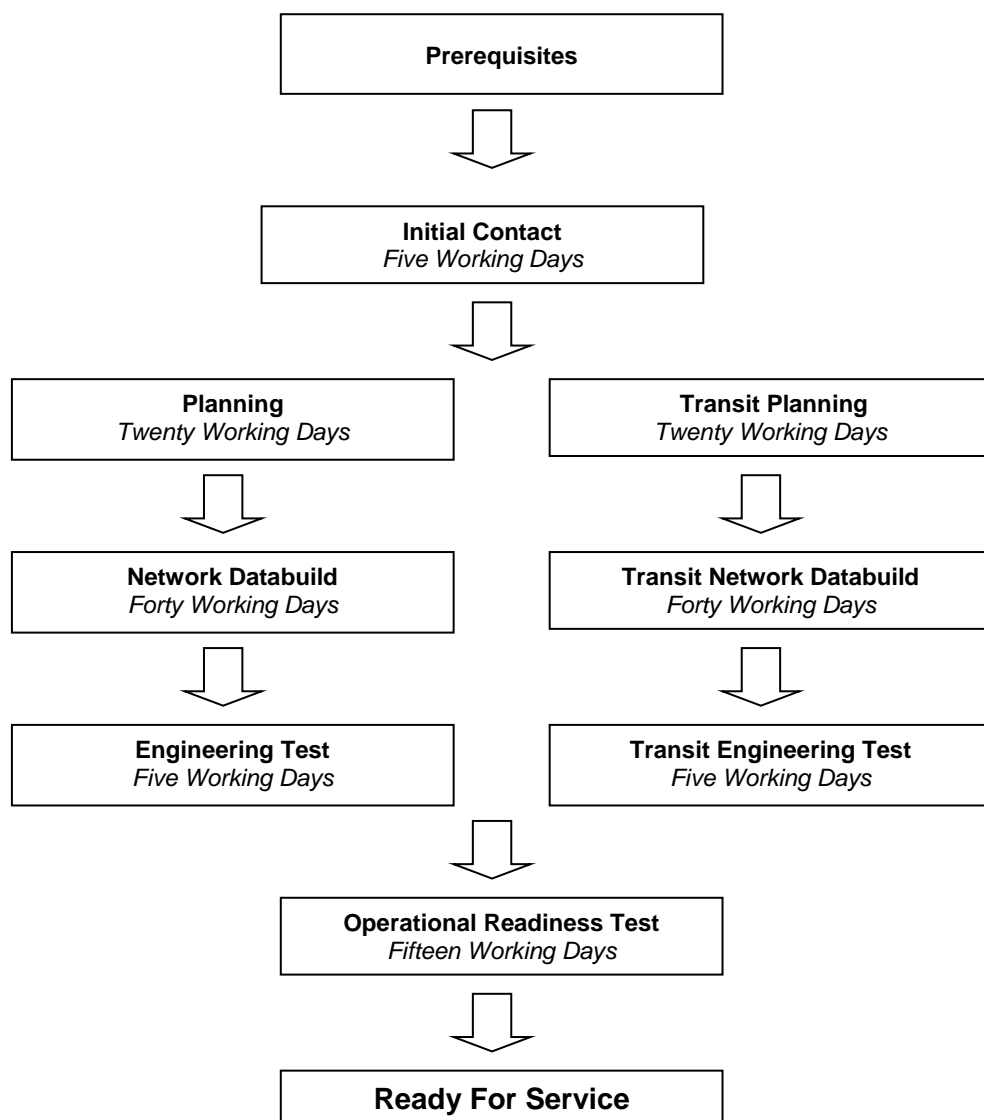 Prerequisites
Initial Contact
Five Working Days
Planning
Twenty Working Days
Transit Planning
Twenty Working Days
Network Databuild
Forty Working Days
Transit Network Databuild
Forty Working Days
Engineering Test
Five Working Days
Transit Engineering Test
Five Working Days
Operational Readiness Test
Fifteen Working Days
Ready For Service